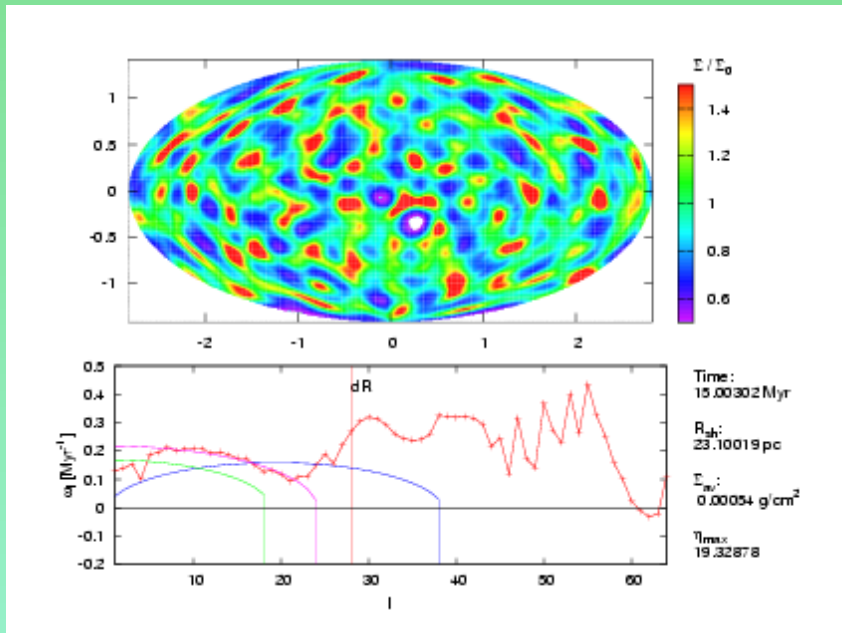 Σ / Σ₀
1
0.5
0
-0.5
-1
1.4
1.2
1
0.8
0.6
-2 -1 0 1 2
ωₗ [Myr⁻¹]
0.5
0.4
0.3
0.2
0.1
0
-0.1
-0.2
dR
10 20 30 40 50 60
l
Time:
15.00302 Myr
R_sh:
23.10019 pc
Σ_av:
0.00054 g/cm²
η_max
19.32878